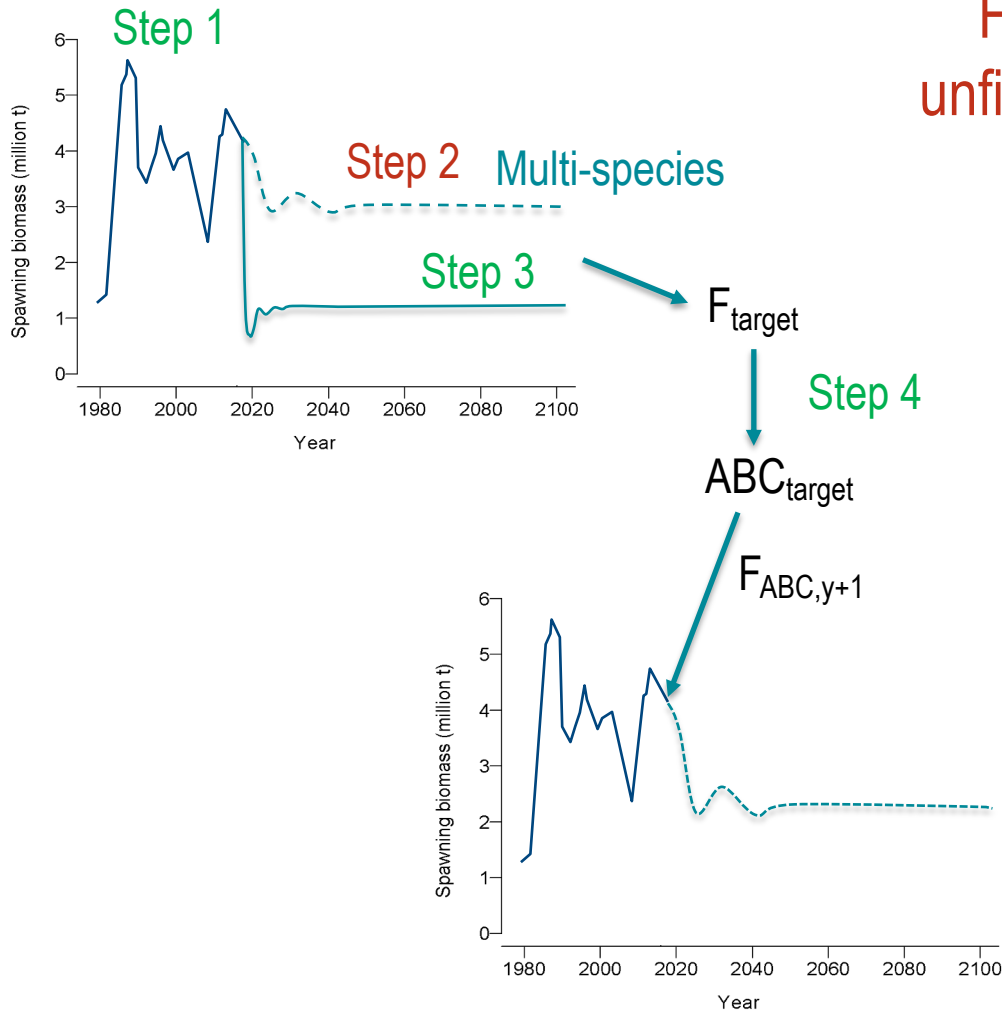 Step 1
unfi
Step 2 Multi-species
Step 3
6
5
4
3
2
1
0
Spawning biomass (million t)
1980 2000 2020 2040 2060 2080 2100
Year
Ftarget
Step 4
ABCtarget
FABC,y+1
6
5
4
3
2
1
0
Spawning biomass (million t)
1980 2000 2020 2040 2060 2080 2100
Year